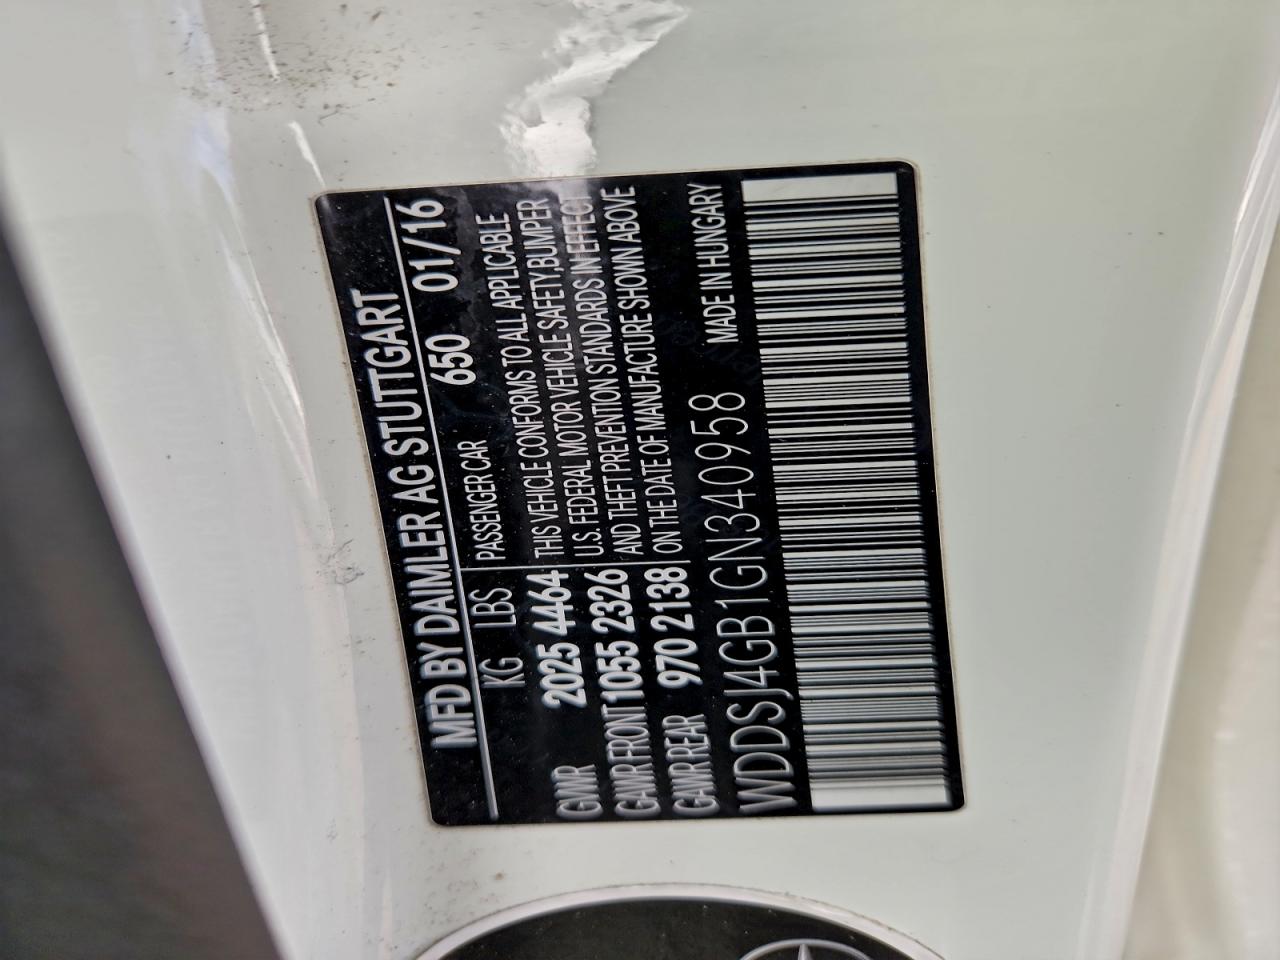 MFD BY DAIMLER AG STUTTGART
KG LBS PASSENGER CAR 650 01/16
GVWR 2025 4464 THIS VEHICLE CONFORMS TO ALL APPLICABLE
GAWR FRONT 1055 2326 U.S. FEDERAL MOTOR VEHICLE SAFETY,BUMPER
GAWR REAR 970 2138 AND THEFT PREVENTION STANDARDS IN EFFECT
ON THE DATE OF MANUFACTURE SHOWN ABOVE
WDDSJ4GB1GN340958 MADE IN HUNGARY